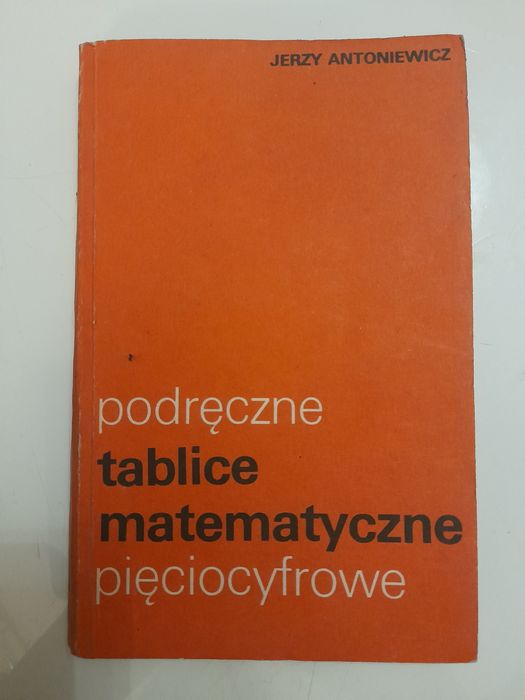 JERZY ANTONIEWICZ
podręczne
tablice
matematyczne
pięciocyfrowe